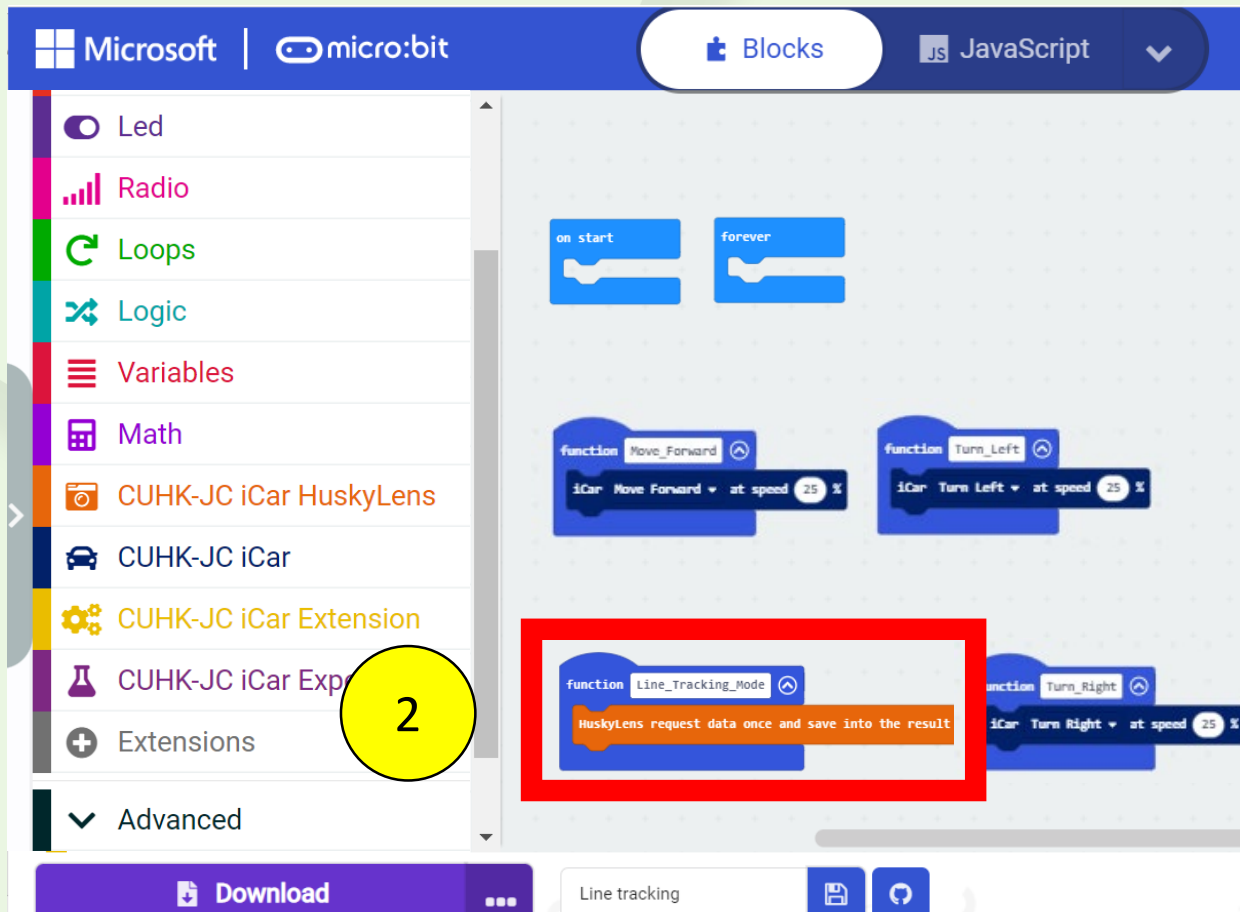 Microsoft micro:bit Blocks JS JavaScript
Led
Radio
Loops
Logic
Variables
Math
CUHK-JC iCar HuskyLens
CUHK-JC iCar
CUHK-JC iCar Extension
CUHK-JC iCar Exp
2
Extensions
Advanced
on start
forever
function Move_Forward
iCar Move Forward at speed 25 %
function Turn_Left
iCar Turn Left at speed 25 %
function Line_Tracking_Mode
HuskyLens request data once and save into the result
unction Turn_Right
iCar Turn Right at speed 25 %
Download
Line tracking